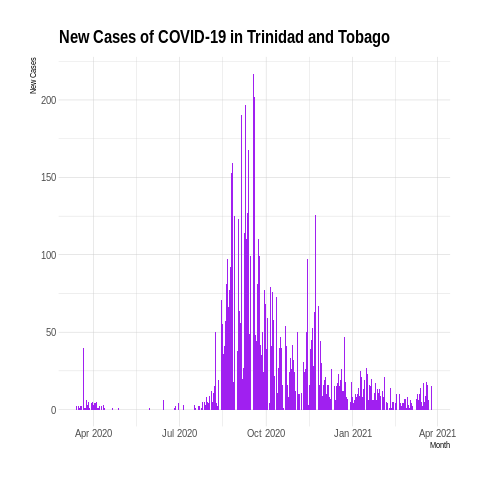 New Cases of COVID-19 in Trinidad and Tobago
New Cases
200
150
100
50
0
Apr 2020 Jul 2020 Oct 2020 Jan 2021 Apr 2021
Month